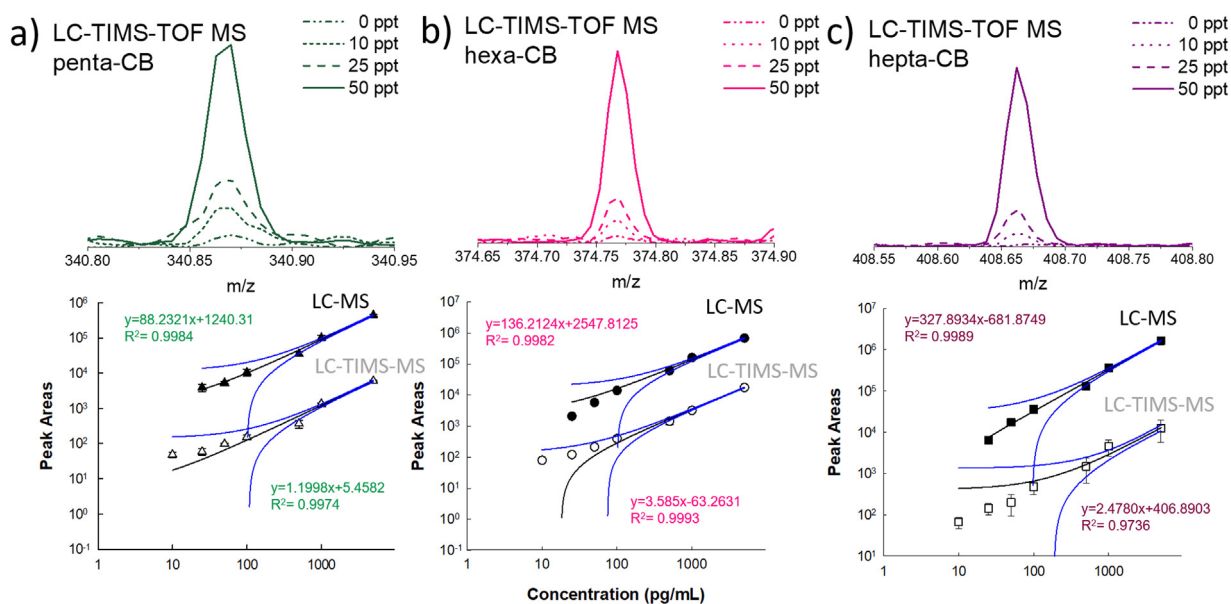 a) LC-TIMS-TOF MS
penta-CB
0 ppt
10 ppt
25 ppt
50 ppt
340.80
340.85
340.90
340.95
m/z
b) LC-TIMS-TOF MS
hexa-CB
0 ppt
10 ppt
25 ppt
50 ppt
374.65
374.70
374.75
374.80
374.85
374.90
m/z
c) LC-TIMS-TOF MS
hepta-CB
0 ppt
10 ppt
25 ppt
50 ppt
408.55
408.60
408.65
408.70
408.75
408.80
m/z
Peak Areas
10⁶
10⁵
10⁴
10³
10²
10¹
10⁰
10⁻¹
y=88.2321x+1240.31
R²= 0.9984
LC-MS
LC-TIMS-MS
y=1.1998x+5.4582
R²= 0.9974
1
10
100
1000
Peak Areas
10⁷
10⁶
10⁵
10⁴
10³
10²
10¹
10⁰
10⁻¹
y=136.2124x+2547.8125
R²= 0.9982
LC-MS
LC-TIMS-MS
y=3.585x-63.2631
R²= 0.9993
1
10
100
1000
Concentration (pg/mL)
Peak Areas
10⁷
10⁶
10⁵
10⁴
10³
10²
10¹
y=327.8934x-681.8749
R²= 0.9989
LC-MS
LC-TIMS-MS
y=2.4780x+406.8903
R²= 0.9736
1
10
100
1000